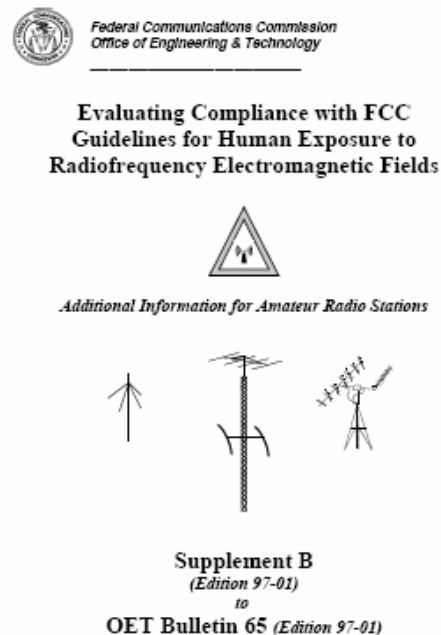 Federal Communications Commission
Office of Engineering & Technology
Evaluating Compliance with FCC
Guidelines for Human Exposure to
Radiofrequency Electromagnetic Fields
Additional Information for Amateur Radio Stations
Supplement B
(Edition 97-01)
to
OET Bulletin 65 (Edition 97-01)